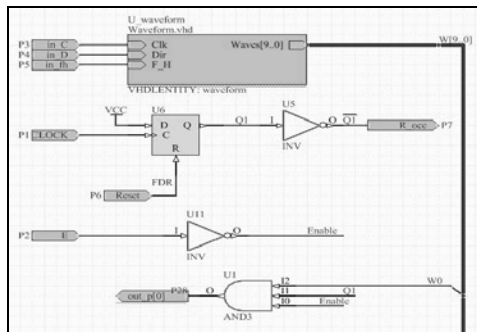 U_waveform
Waveform.vhd
P3 in_C Clk Waves[9..0] W[9..0]
P4 in_D Dir
P5 in_fh F_H
VHDLENTITY: waveform
VCC U6 U5
D Q Q1 I O Q1 R_occ P7
P1 CLOCK C
R INV
FDR
P6 Reset
U11
P2 E I O Enable
INV
U1
out_p[0] P28 O I2 W0
I1 Q1
I0 Enable
AND3